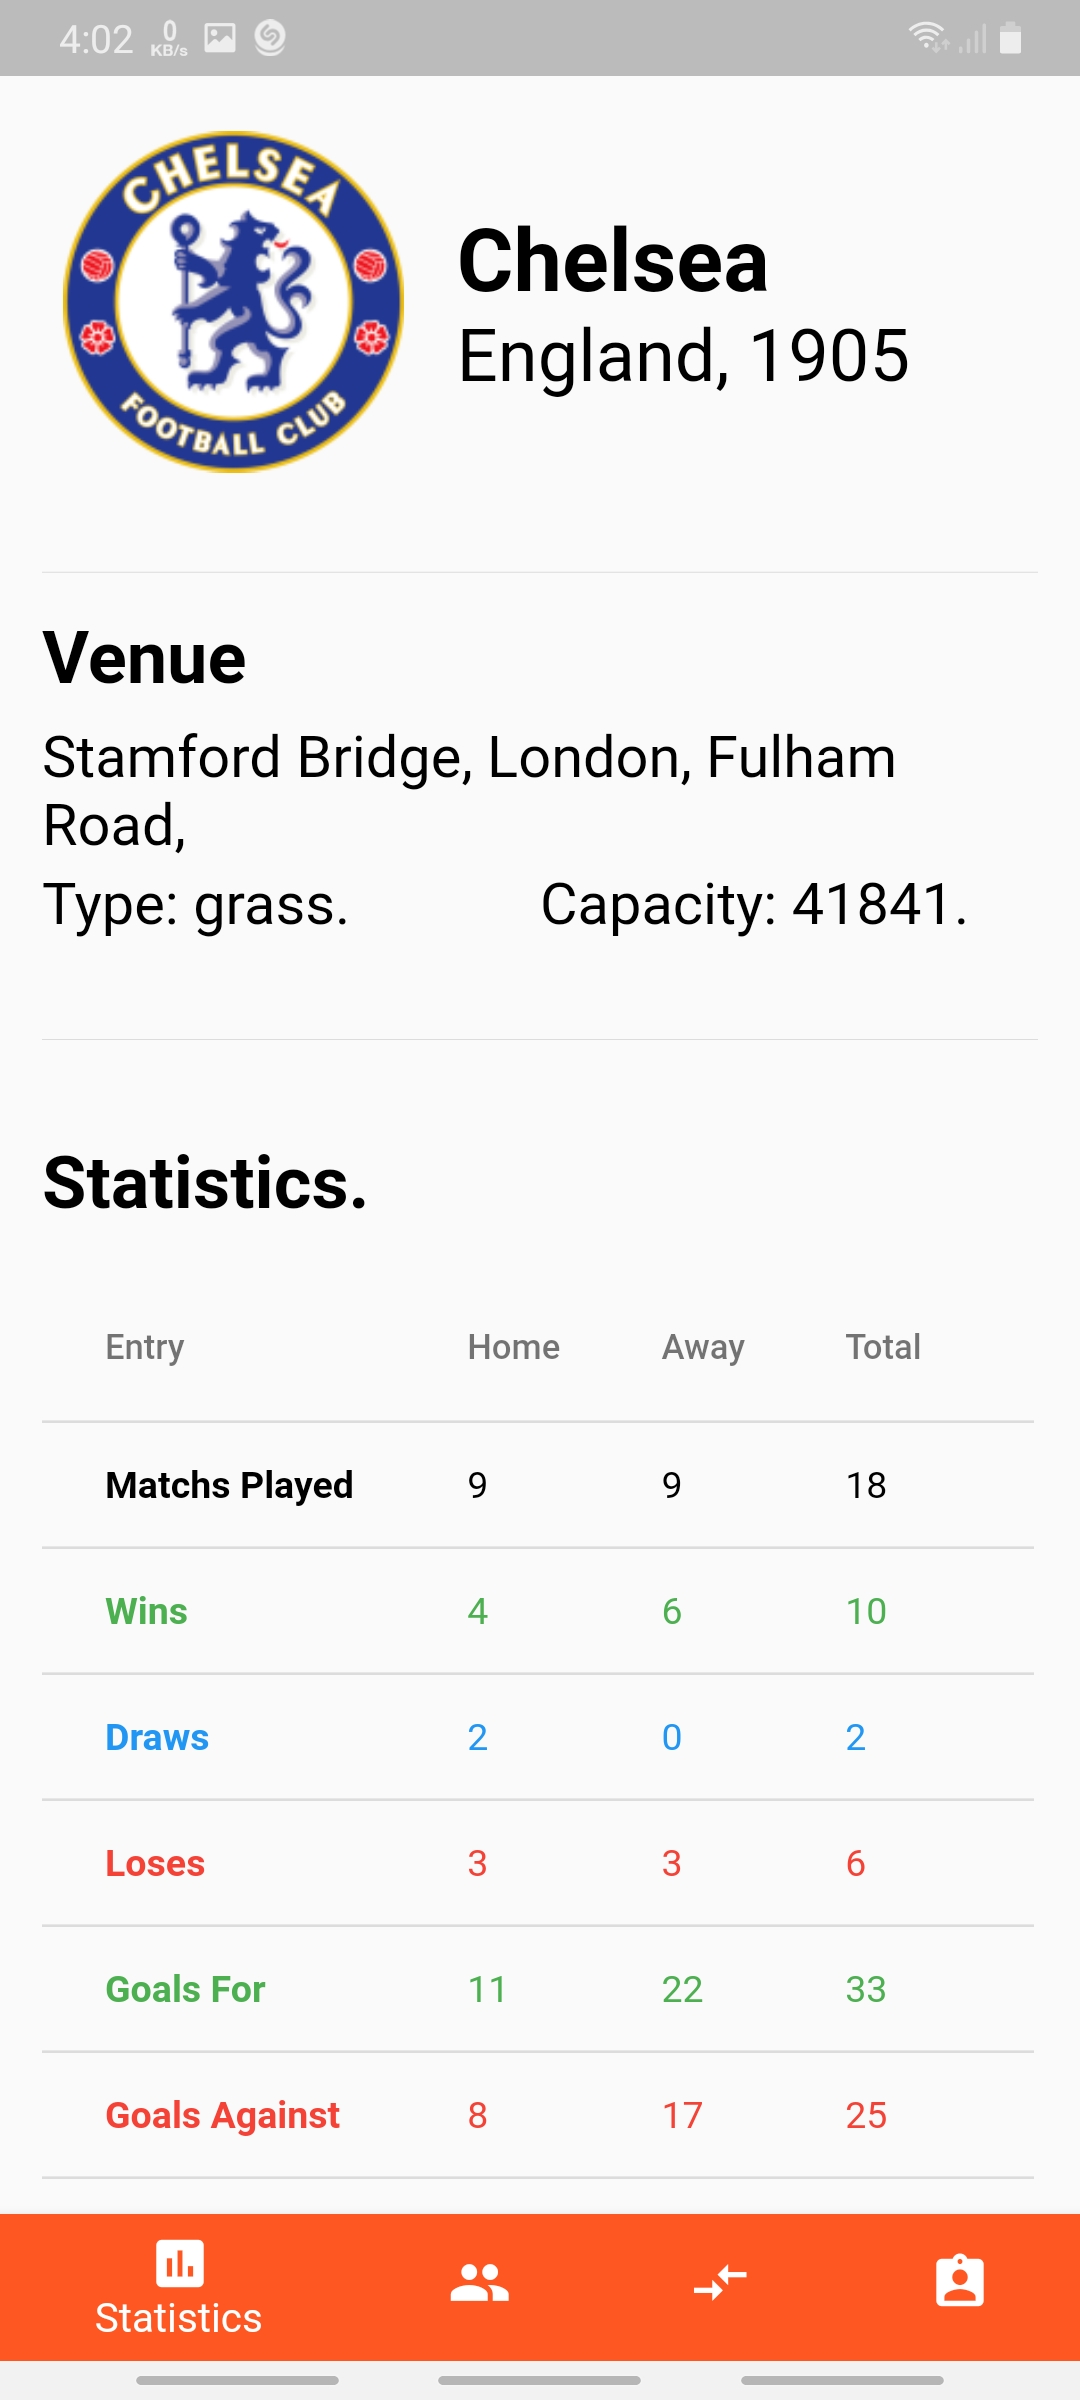 4:02 0 KB/s
CHELSEA
FOOTBALL CLUB
Chelsea
England, 1905
Venue
Stamford Bridge, London, Fulham
Road,
Type: grass. Capacity: 41841.
Statistics.
Entry Home Away Total
Matchs Played 9 9 18
Wins 4 6 10
Draws 2 0 2
Loses 3 3 6
Goals For 11 22 33
Goals Against 8 17 25
Statistics